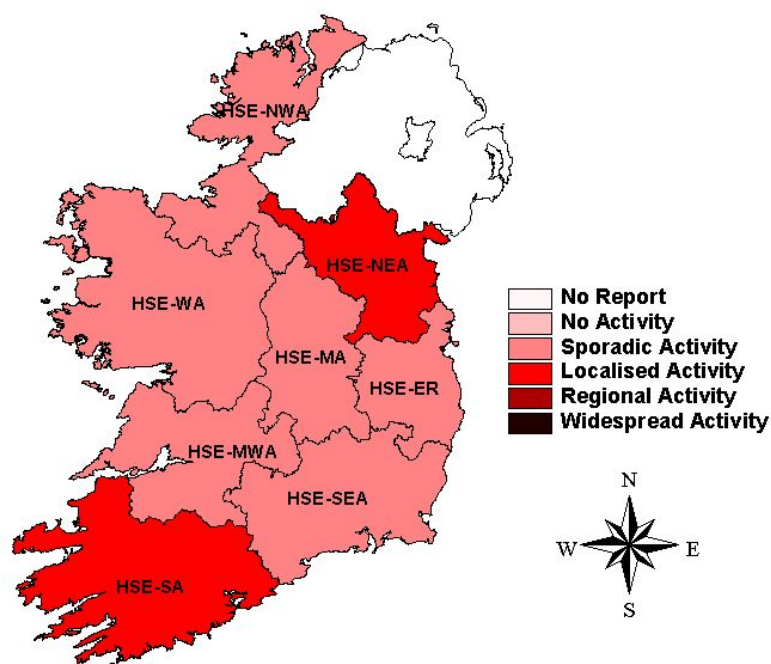 HSE-NWA
HSE-NEA
HSE-WA
HSE-MA
HSE-ER
HSE-MWA
HSE-SEA
HSE-SA
No Report
No Activity
Sporadic Activity
Localised Activity
Regional Activity
Widespread Activity
N
W E
S